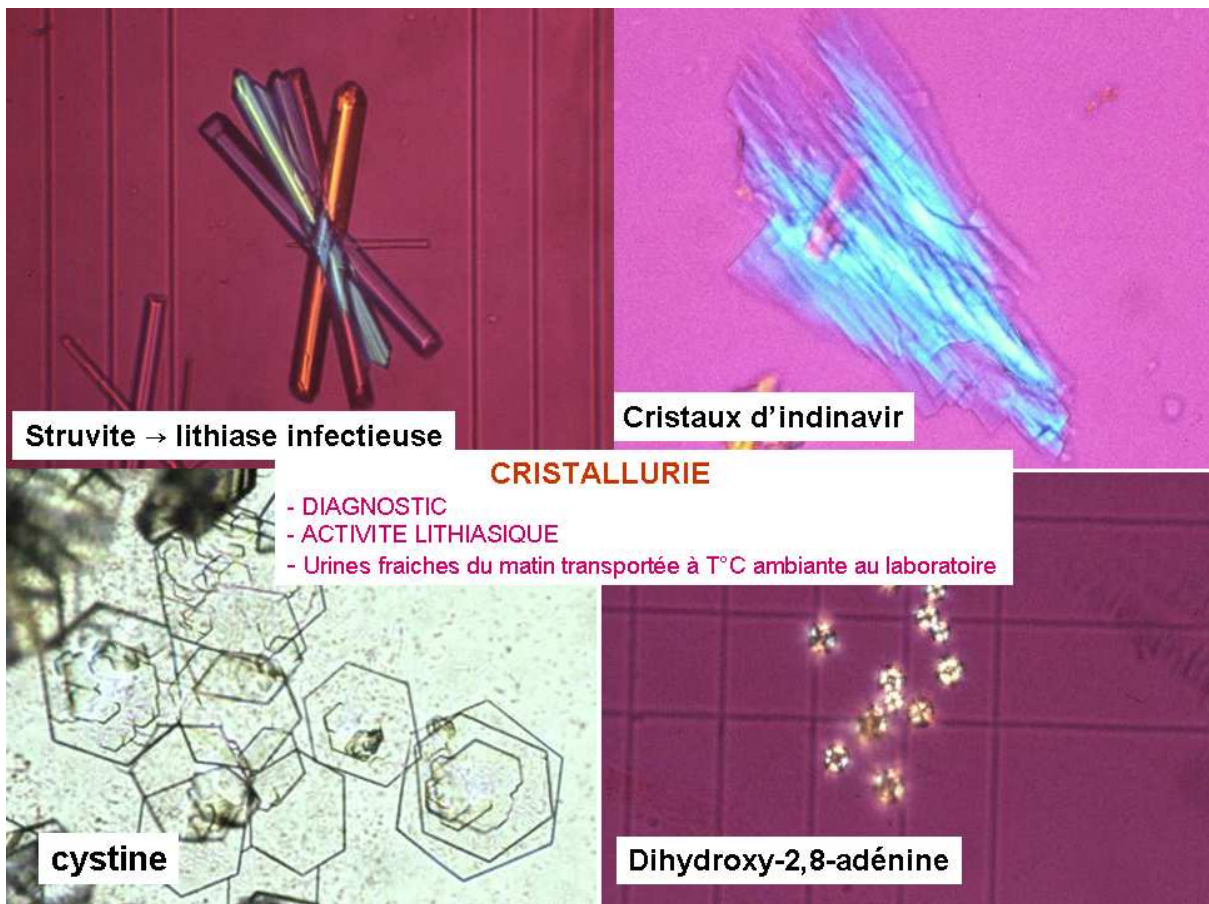 Struvite → lithiase infectieuse
Cristaux d'indinavir
CRISTALLURIE
- DIAGNOSTIC
- ACTIVITE LITHIASIQUE
- Urines fraiches du matin transportée à T°C ambiante au laboratoire
cystine
Dihydroxy-2,8-adénine